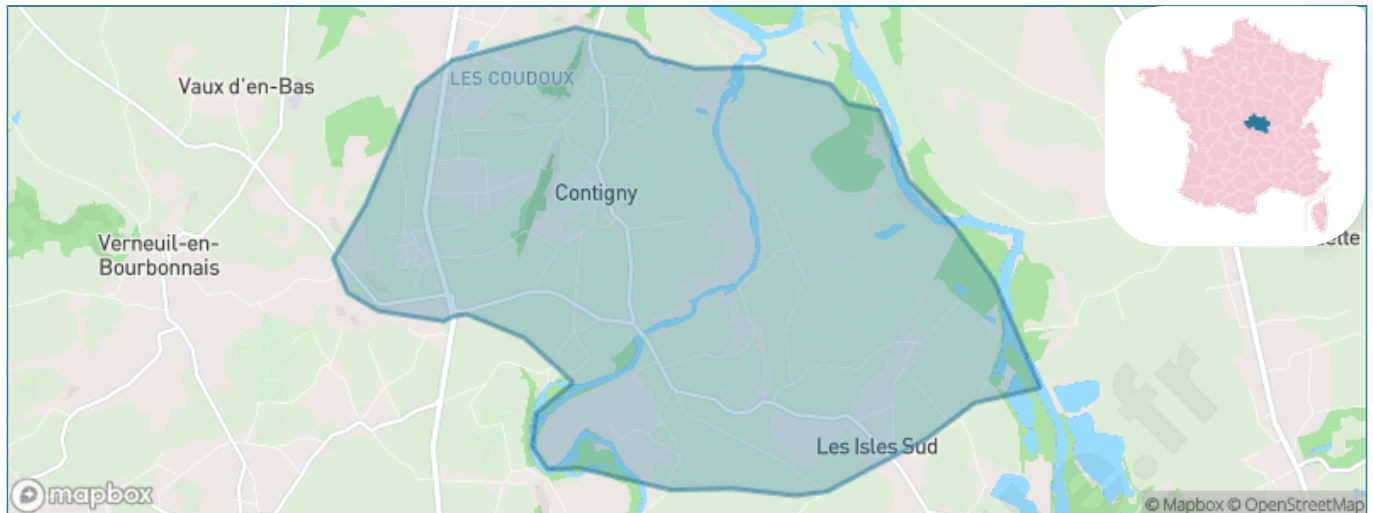 Vaux d'en-Bas
LES COUDOUX
Contigny
Verneuil-en-
Bourbonnais
Les Isles Sud
mapbox
© Mapbox © OpenStreetMap